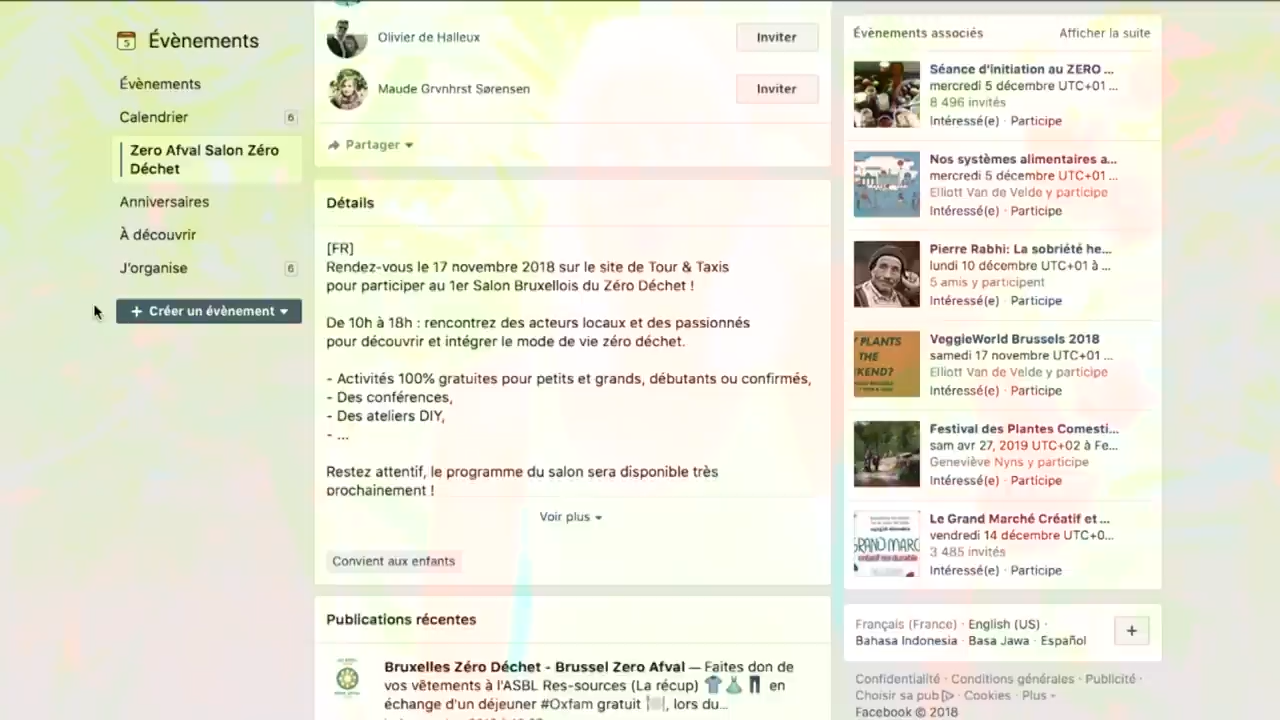 Évènements
Évènements
Calendrier 6
Zero Afval Salon Zéro
Déchet
Anniversaires
À découvrir
J'organise 6
+ Créer un évènement
Olivier de Halleux
Inviter
Maude Grvnhrst Sørensen
Inviter
Partager
Détails
[FR]
Rendez-vous le 17 novembre 2018 sur le site de Tour & Taxis
pour participer au 1er Salon Bruxellois du Zéro Déchet !
De 10h à 18h : rencontrez des acteurs locaux et des passionnés
pour découvrir et intégrer le mode de vie zéro déchet.
- Activités 100% gratuites pour petits et grands, débutants ou confirmés,
- Des conférences,
- Des ateliers DIY,
- ...
Restez attentif, le programme du salon sera disponible très
prochainement !
Voir plus
Convient aux enfants
Publications récentes
Bruxelles Zéro Déchet - Brussel Zero Afval — Faites don de
vos vêtements à l'ASBL Res-sources (La récup) en
échange d'un déjeuner #Oxfam gratuit , lors du...
Évènements associés
Afficher la suite
Séance d'initiation au ZERO ...
mercredi 5 décembre UTC+01 ...
8 496 invités
Intéressé(e) · Participe
Nos systèmes alimentaires a...
mercredi 5 décembre UTC+01 ...
Elliott Van de Velde y participe
Intéressé(e) · Participe
Pierre Rabhi: La sobriété he...
lundi 10 décembre UTC+01 à ...
5 amis y participent
Intéressé(e) · Participe
PLANTS
THE
KEND?
VeggieWorld Brussels 2018
samedi 17 novembre UTC+01 ...
Elliott Van de Velde y participe
Intéressé(e) · Participe
Festival des Plantes Comesti...
sam avr 27, 2019 UTC+02 à Fe...
Geneviève Nyns y participe
Intéressé(e) · Participe
GRAND MARC
Le Grand Marché Créatif et ...
vendredi 14 décembre UTC+0...
3 485 invités
Intéressé(e) · Participe
Français (France) · English (US) ·
Bahasa Indonesia · Basa Jawa · Español
+
Confidentialité · Conditions générales · Publicité ·
Choisir sa pub · Cookies · Plus
Facebook © 2018